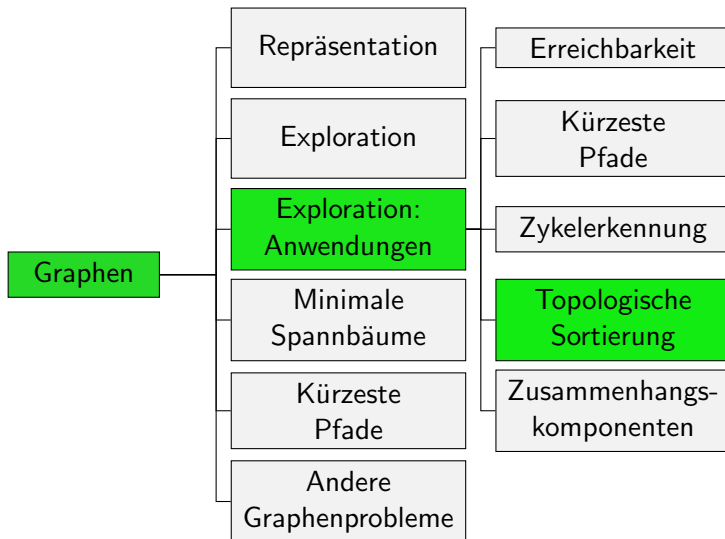 Graphen
Repräsentation
Exploration
Exploration:
Anwendungen
Minimale
Spannbäume
Kürzeste
Pfade
Andere
Graphenprobleme
Erreichbarkeit
Kürzeste
Pfade
Zykelerkennung
Topologische
Sortierung
Zusammenhangs-
komponenten